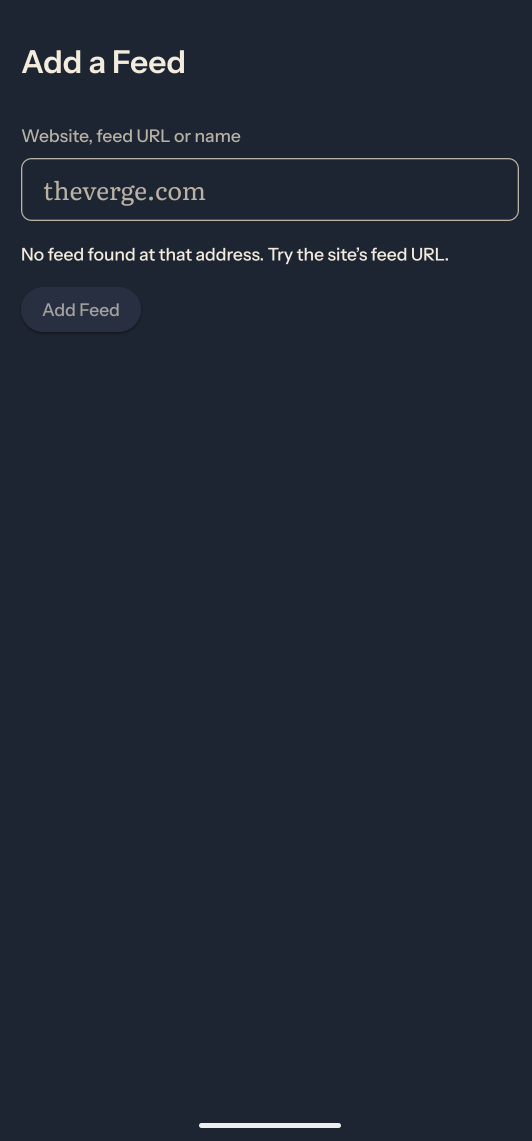 Add a Feed
Website, feed URL or name
theverge.com
No feed found at that address. Try the site’s feed URL.
Add Feed